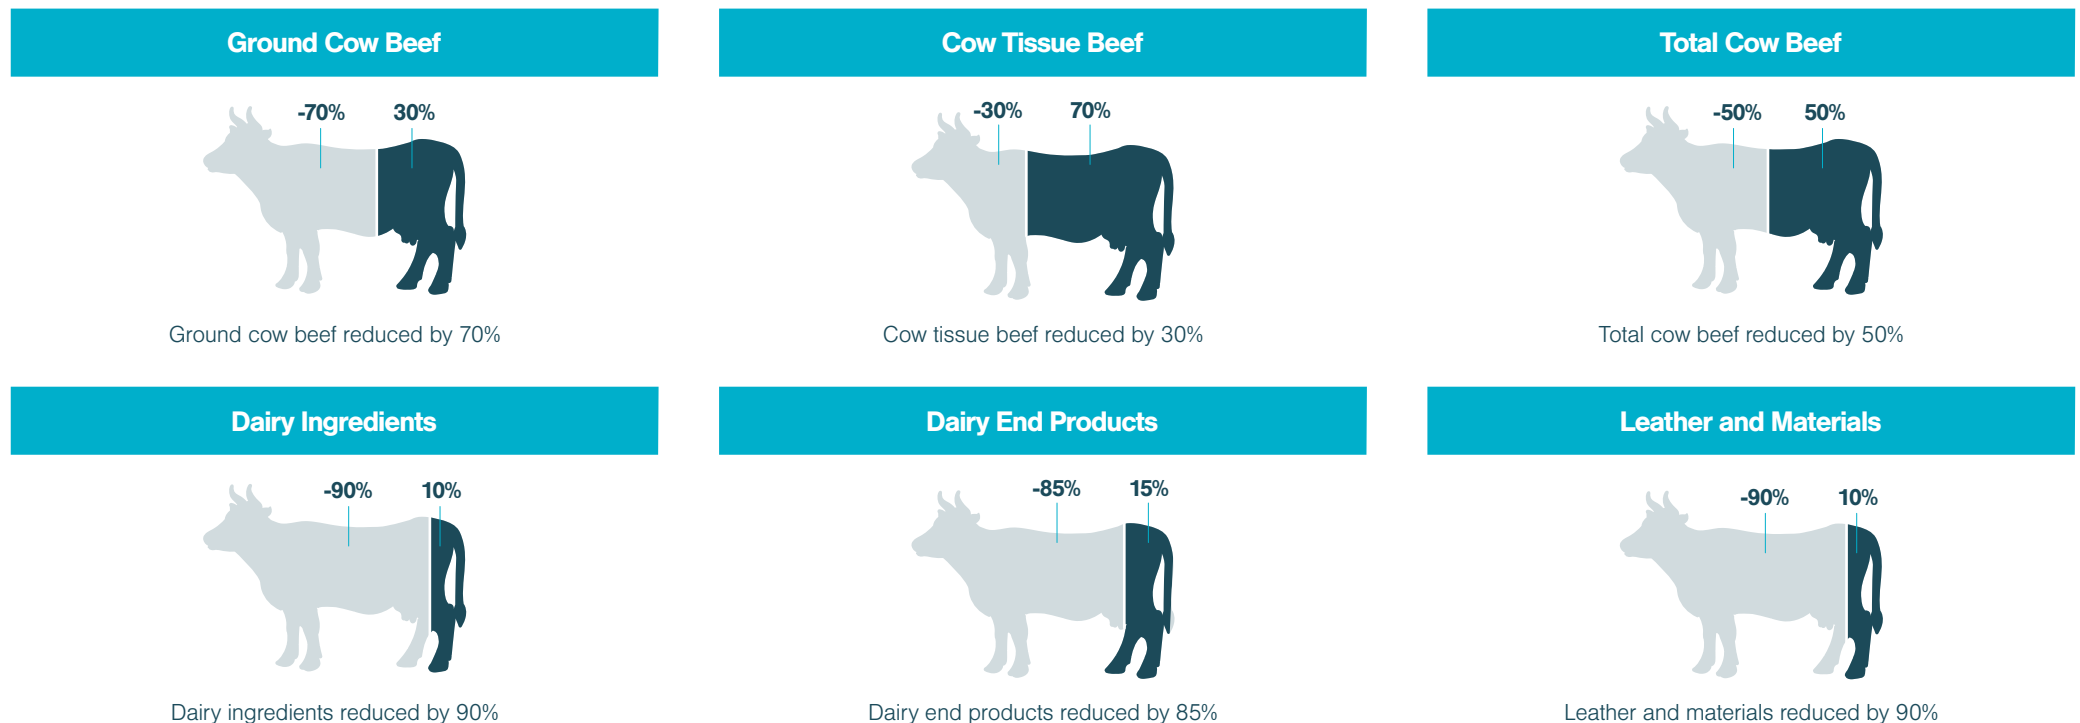 Ground Cow Beef
-70% 30%
Ground cow beef reduced by 70%
Cow Tissue Beef
-30% 70%
Cow tissue beef reduced by 30%
Total Cow Beef
-50% 50%
Total cow beef reduced by 50%
Dairy Ingredients
-90% 10%
Dairy ingredients reduced by 90%
Dairy End Products
-85% 15%
Dairy end products reduced by 85%
Leather and Materials
-90% 10%
Leather and materials reduced by 90%